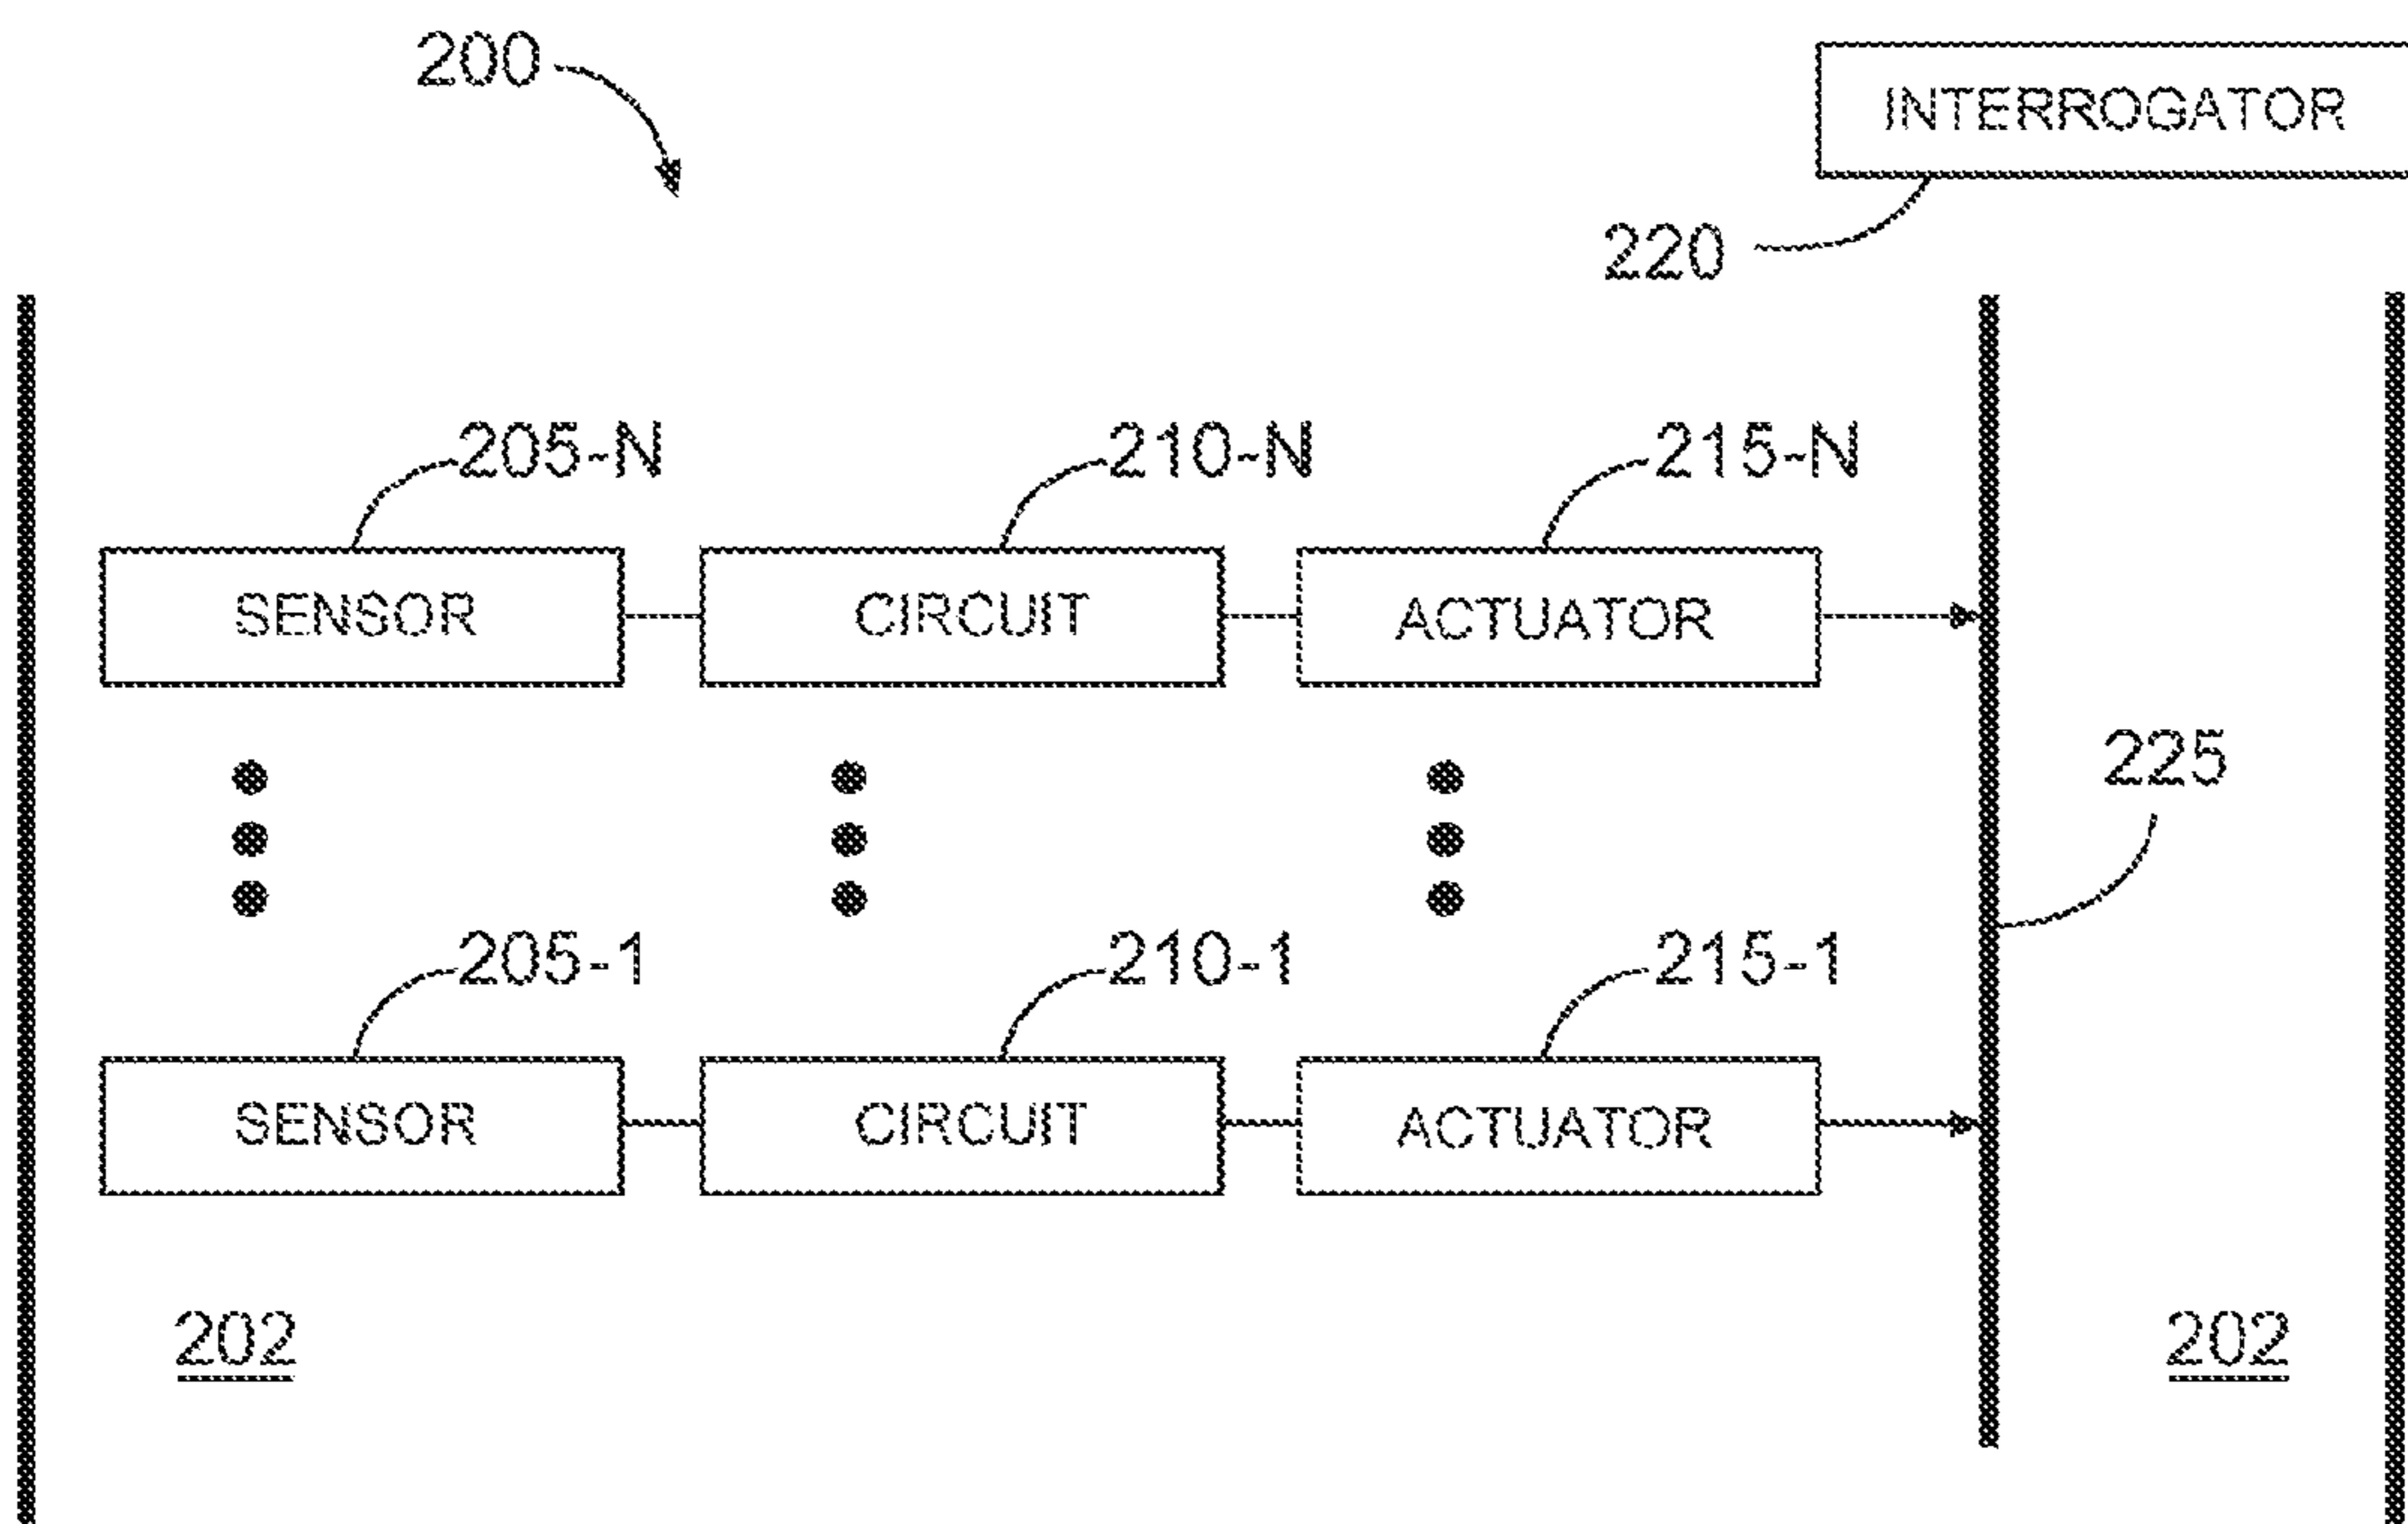 200
INTERROGATOR
220
205-N 210-N 215-N
SENSOR CIRCUIT ACTUATOR
225
205-1 210-1 215-1
SENSOR CIRCUIT ACTUATOR
202 202